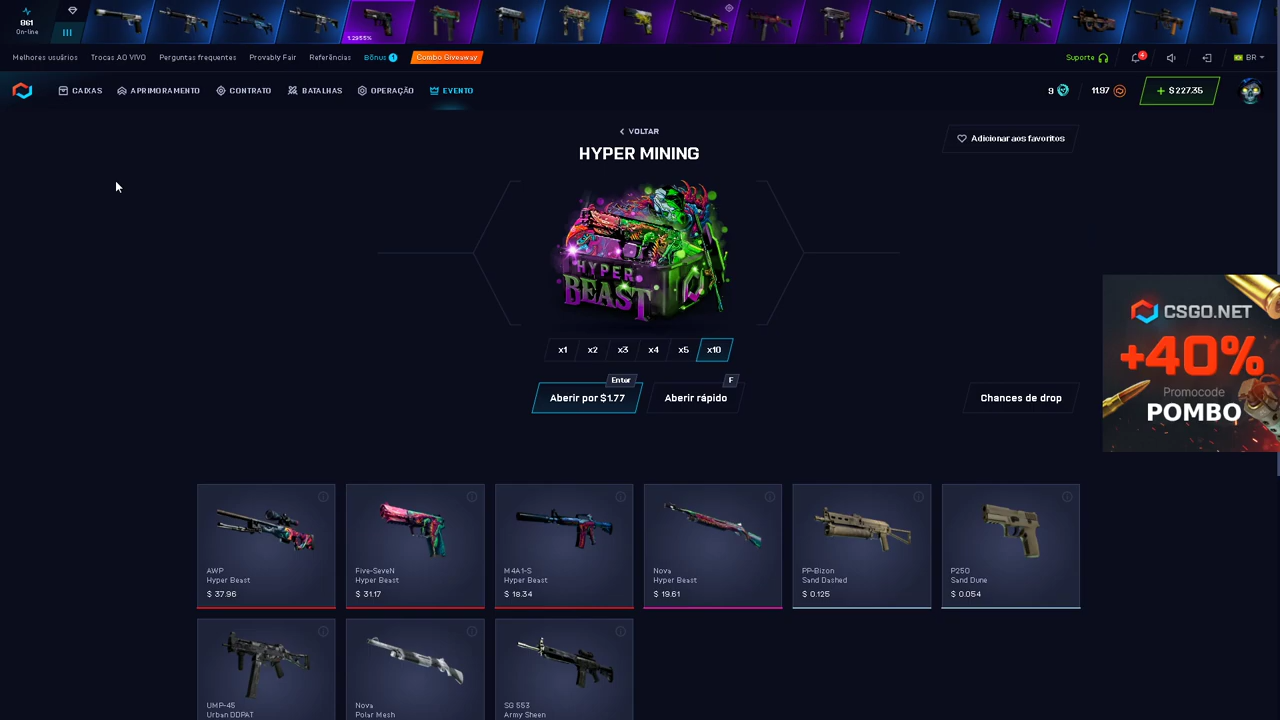 861
On-line
1.2955%
Melhores usuários
Trocas AO VIVO
Perguntas frequentes
Provably Fair
Referências
Bônus 1
Combo Giveaway
Suporte
4
BR
CAIXAS
APRIMORAMENTO
CONTRATO
BATALHAS
OPERAÇÃO
EVENTO
9
11.97
+ $ 227.35
VOLTAR
HYPER MINING
Adicionar aos favoritos
HYPER
BEAST
x1
x2
x3
x4
x5
x10
Enter
F
Aberir por $1.77
Aberir rápido
Chances de drop
CSGO.NET
+40%
Promocode
POMBO
AWP
Hyper Beast
$ 37.96
Five-SeveN
Hyper Beast
$ 31.17
M4A1-S
Hyper Beast
$ 18.34
Nova
Hyper Beast
$ 19.61
PP-Bizon
Sand Dashed
$ 0.125
P250
Sand Dune
$ 0.054
UMP-45
Urban DDPAT
Nova
Polar Mesh
SG 553
Army Sheen